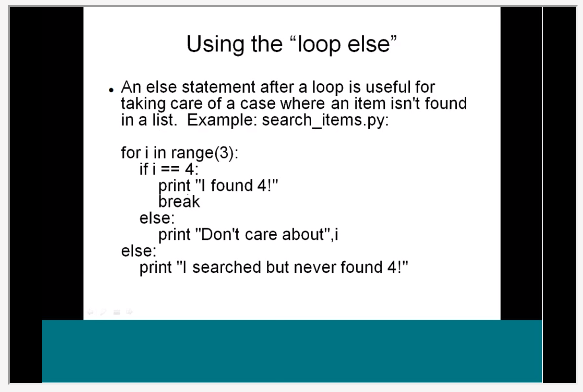 Using the “loop else”
• An else statement after a loop is useful for
taking care of a case where an item isn't found
in a list.  Example: search_items.py:
for i in range(3):
if i == 4:
print "I found 4!"
break
else:
print "Don't care about",i
else:
print "I searched but never found 4!"